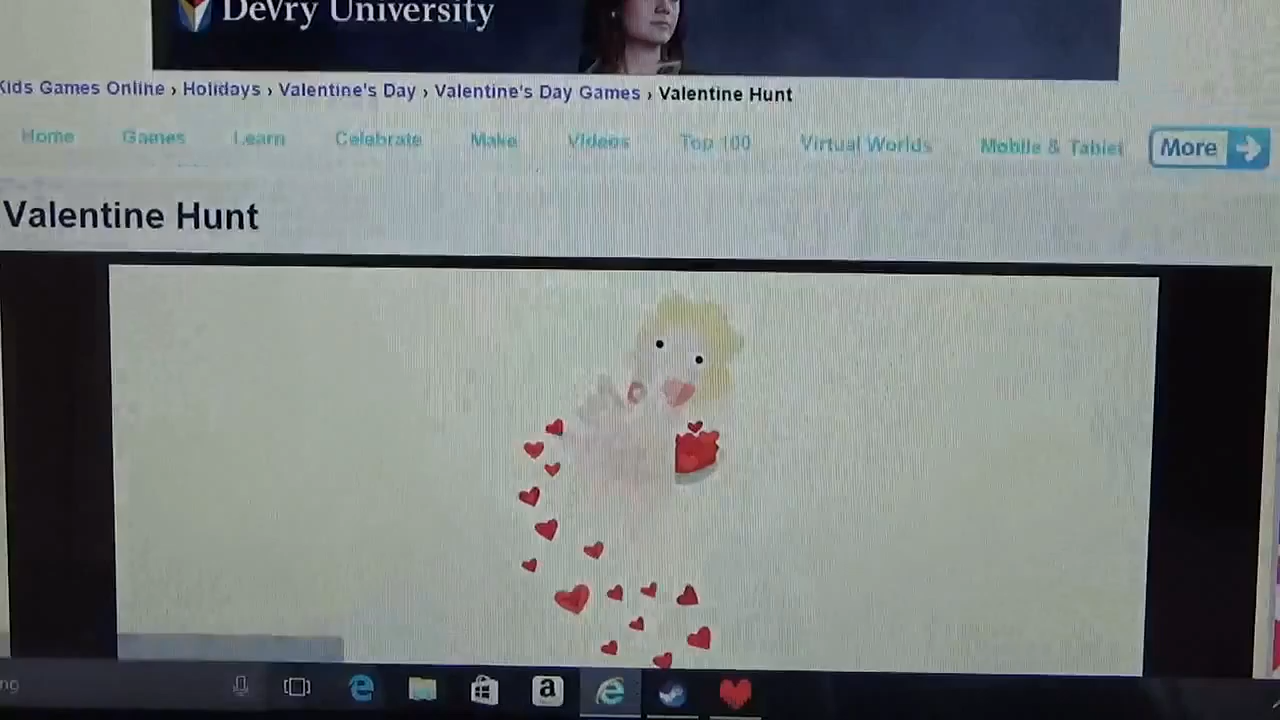 DeVry University
Kids Games Online › Holidays › Valentine's Day › Valentine's Day Games › Valentine Hunt
Home Games Learn Celebrate Make Videos Top 100 Virtual Worlds Mobile & Tablet More
Valentine Hunt
ng
a